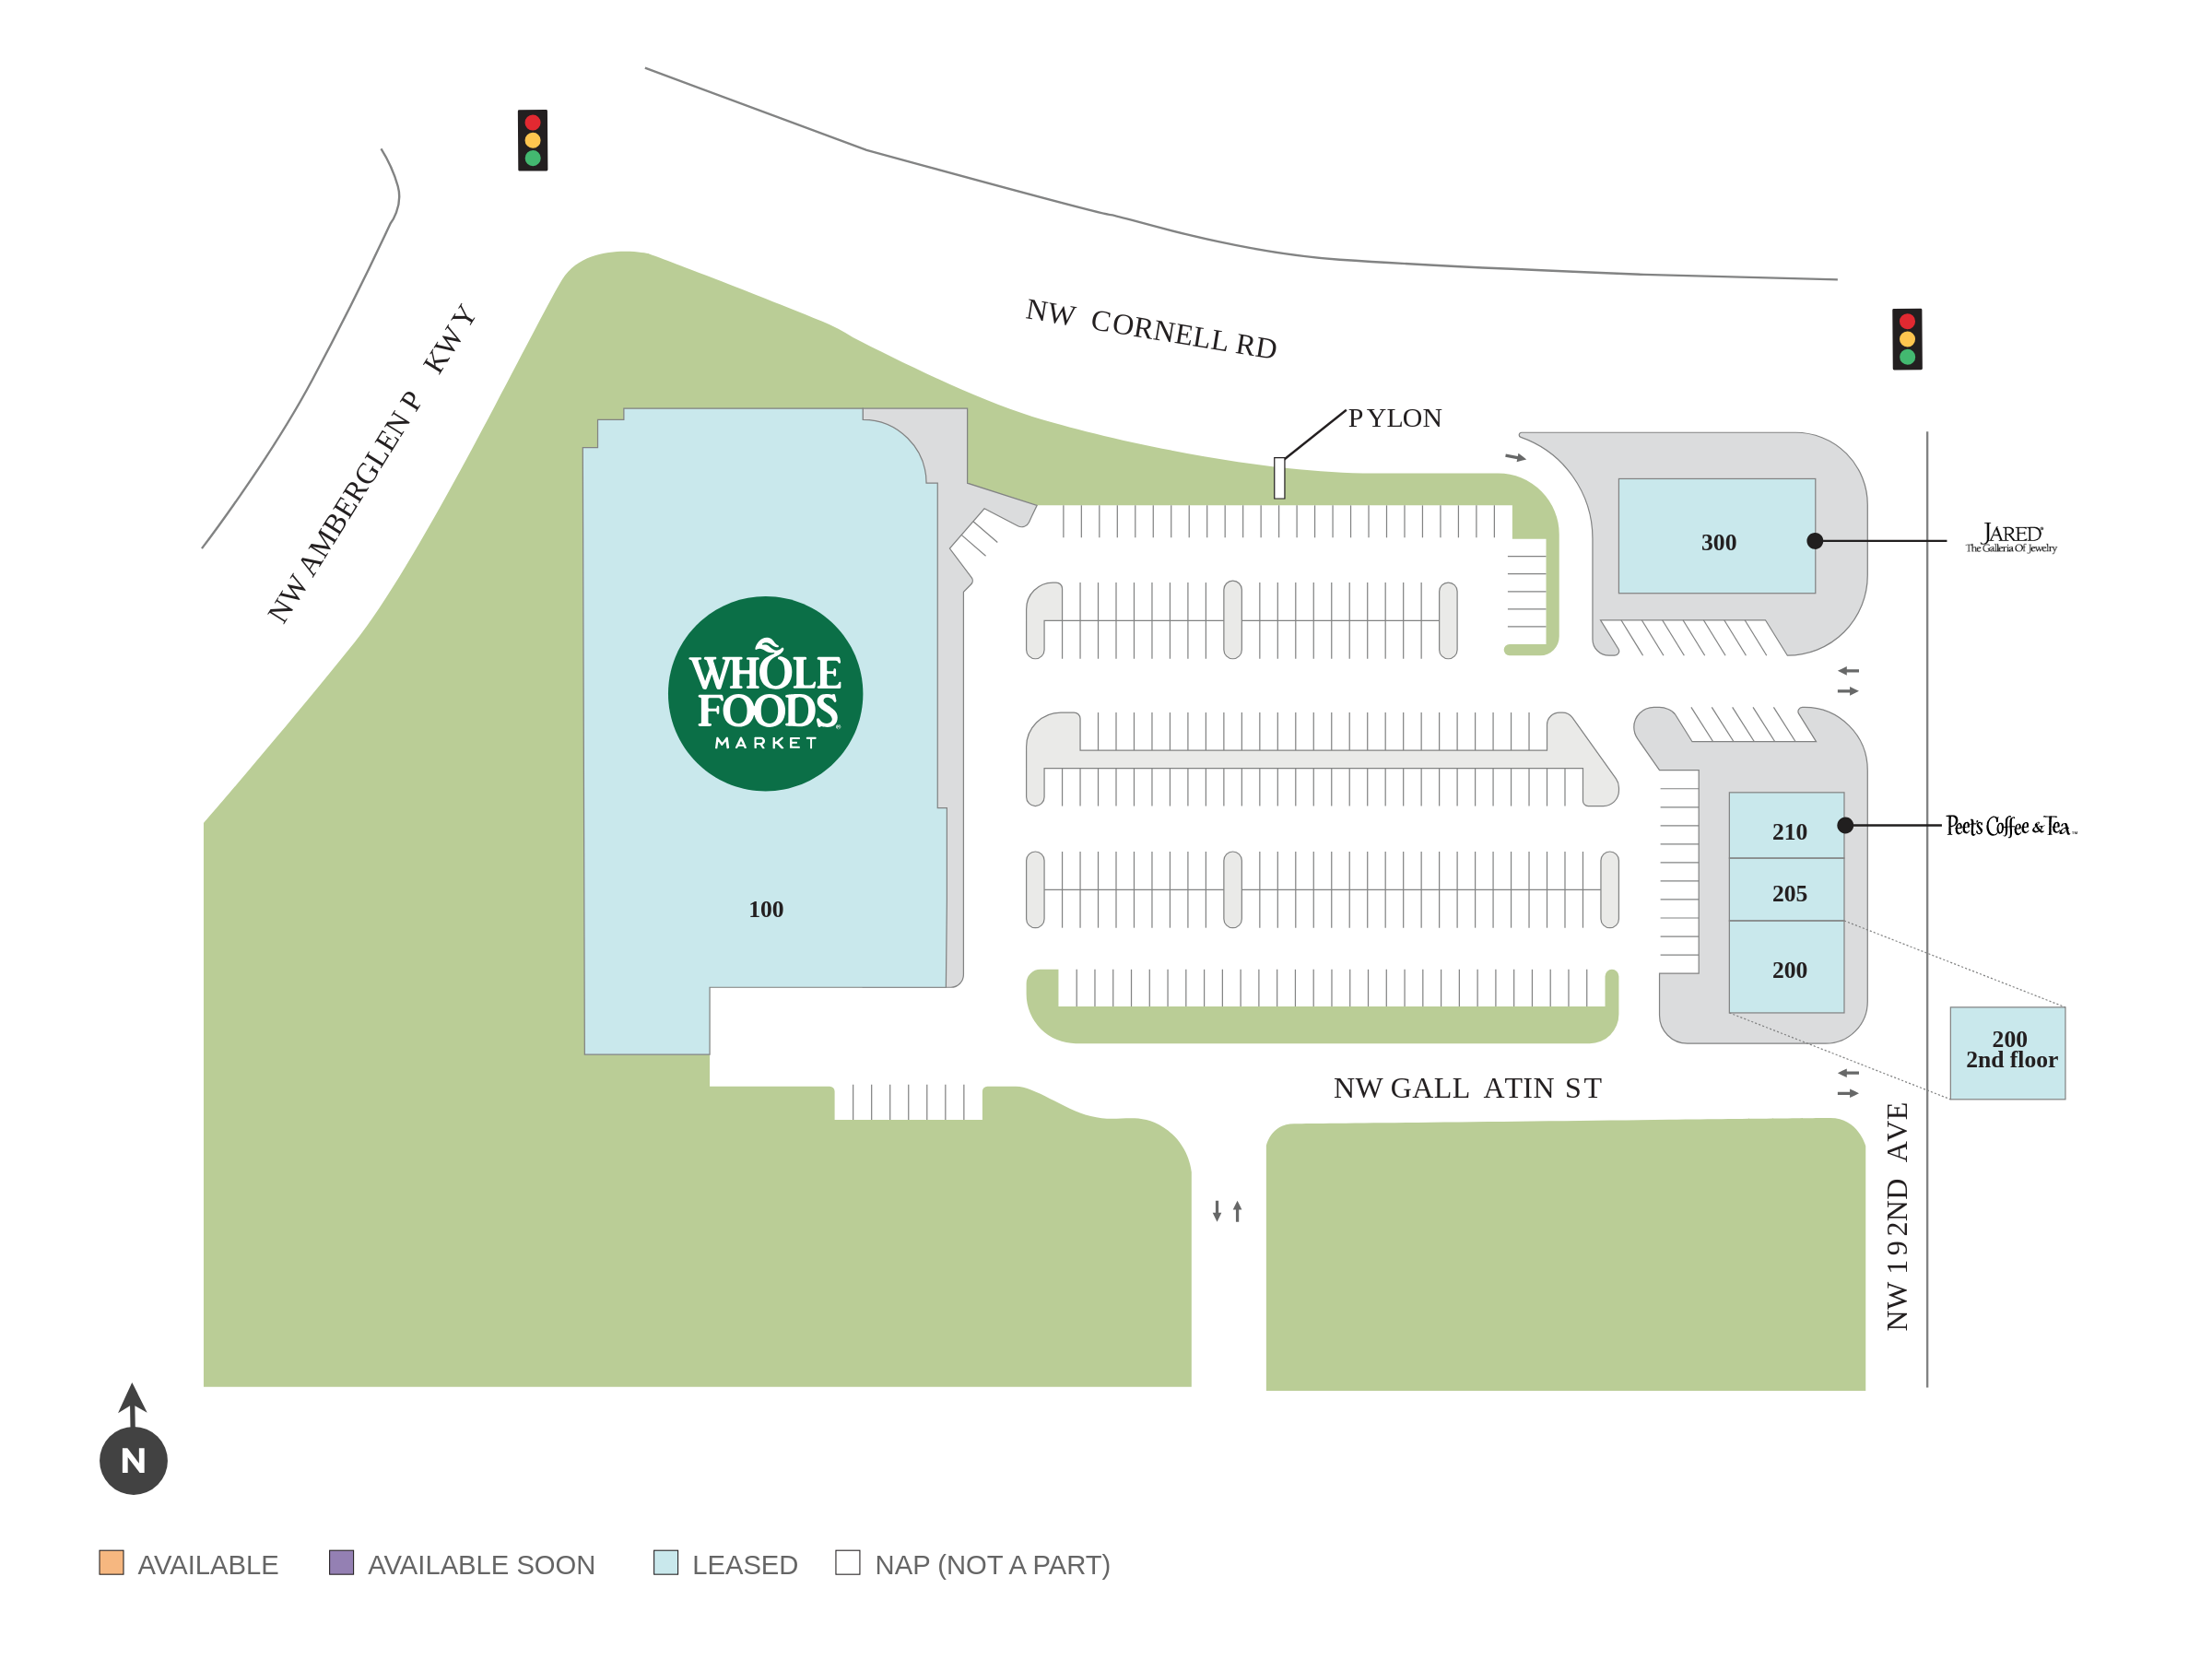 NW AMBERGLEN P KWY
NW CORNELL RD
PYLON
300
JARED®
The Galleria Of Jewelry
WHOLE
FOODS®
MARKET
100
210
Peet's Coffee & Tea™
205
200
200
2nd floor
NW GALL ATIN ST
NW 192ND AVE
N
AVAILABLE
AVAILABLE SOON
LEASED
NAP (NOT A PART)